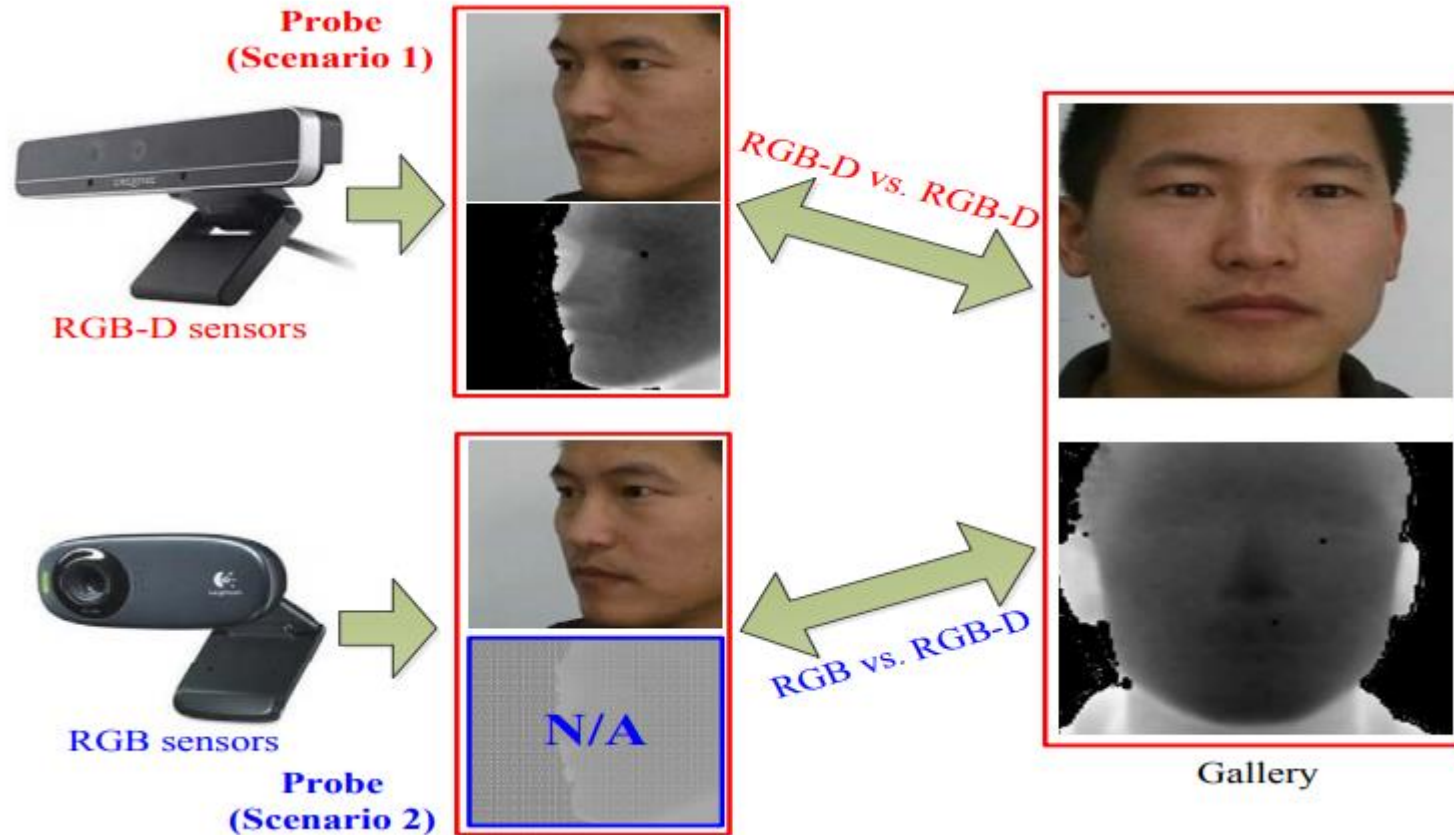 Probe
(Scenario 1)
RGB-D sensors
RGB-D vs. RGB-D
RGB sensors
Probe
(Scenario 2)
N/A
RGB vs. RGB-D
Gallery